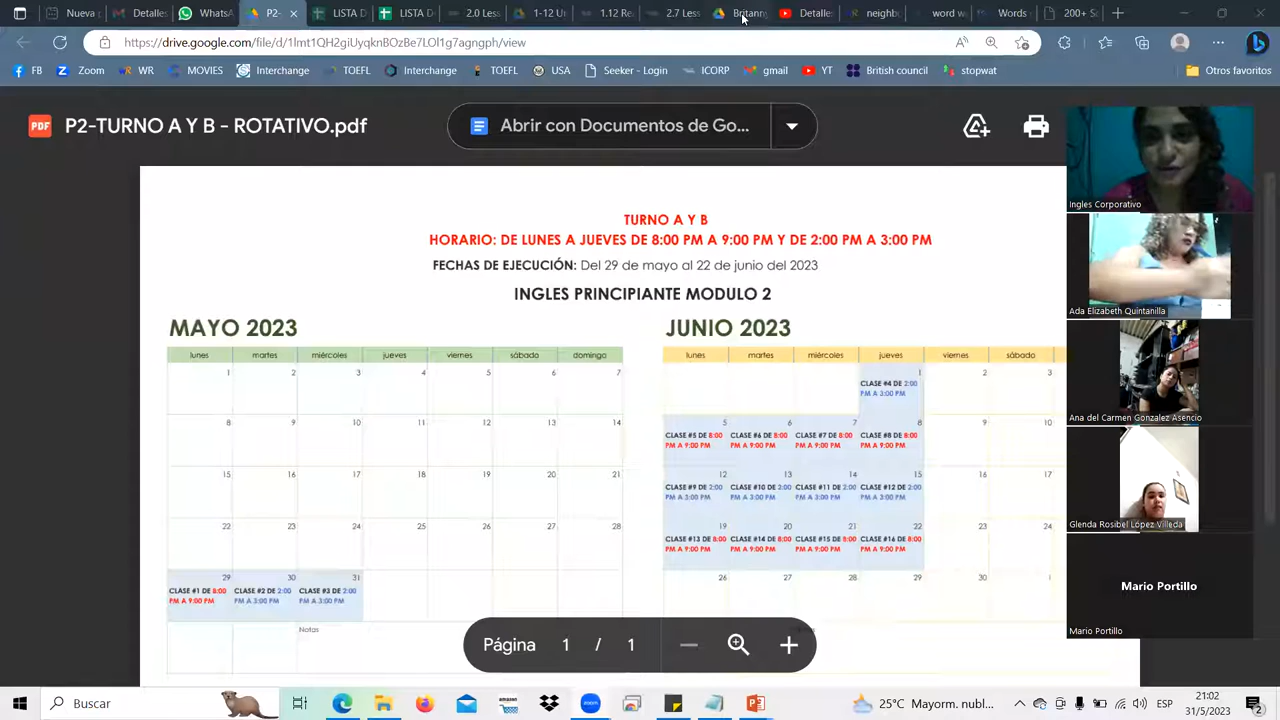 Nueva p
WhatsA
P2-
LISTA D
LISTA D
2.0 Less
1-12 Un
1.12 Re
2.7 Less
Britanny
Detalles
neighb
word w
Words
200+ S
https://drive.google.com/file/d/1lmt1QH2giUyqknBOzBe7LOl1g7agngph/view
FB
Zoom
WR
MOVIES
Interchange
TOEFL
Interchange
TOEFL
USA
Seeker - Login
ICORP
gmail
YT
British council
stopwat
Otros favoritos
PDF
P2-TURNO A Y B - ROTATIVO.pdf
Abrir con Documentos de Go...
TURNO A Y B
HORARIO: DE LUNES A JUEVES DE 8:00 PM A 9:00 PM Y DE 2:00 PM A 3:00 PM
FECHAS DE EJECUCIÓN: Del 29 de mayo al 22 de junio del 2023
INGLES PRINCIPIANTE MODULO 2
MAYO 2023
lunes martes miércoles jueves viernes sábado domingo
1 2 3 4 5 6 7
8 9 10 11 12 13 14
15 16 17 18 19 20 21
22 23 24 25 26 27 28
29 30 31
CLASE #1 DE 8:00 CLASE #2 DE 2:00 CLASE #3 DE 2:00
PM A 9:00 PM PM A 3:00 PM PM A 3:00 PM
Notas
JUNIO 2023
lunes martes miércoles jueves viernes sábado
1 2 3
CLASE #4 DE 2:00
PM A 3:00 PM
5 6 7 8 9 10
CLASE #5 DE 8:00 CLASE #6 DE 8:00 CLASE #7 DE 8:00 CLASE #8 DE 8:00
PM A 9:00 PM PM A 9:00 PM PM A 9:00 PM PM A 9:00 PM
12 13 14 15 16 17
CLASE #9 DE 2:00 CLASE #10 DE 2:00 CLASE #11 DE 2:00 CLASE #12 DE 2:00
PM A 3:00 PM PM A 3:00 PM PM A 3:00 PM PM A 3:00 PM
19 20 21 22 23 24
CLASE #13 DE 8:00 CLASE #14 DE 8:00 CLASE #15 DE 8:00 CLASE #16 DE 8:00
PM A 9:00 PM PM A 9:00 PM PM A 9:00 PM PM A 9:00 PM
26 27 28 29 30 1
Página 1 / 1
Ingles Corporativo
Ada Elizabeth Quintanilla
Ana del Carmen Gonzalez Asencio
Glenda Rosibel López Villeda
Mario Portillo
Mario Portillo
Buscar
25°C Mayorm. nubl...
ESP
21:02
31/5/2023
2